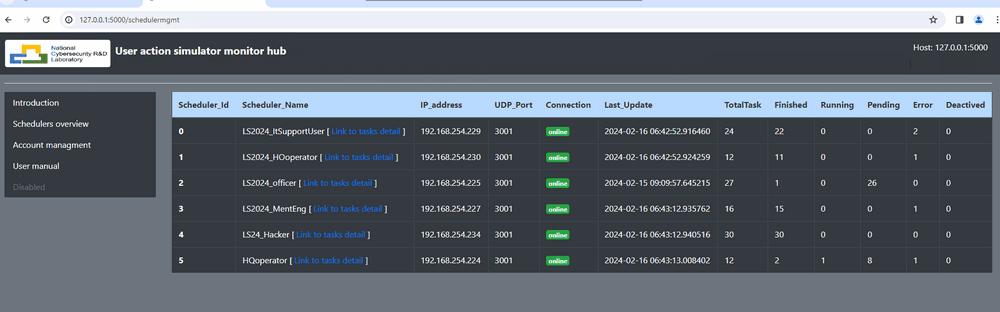 127.0.0.1:5000/schedulermgmt
National
Cybersecurity R&D
Laboratory
User action simulator monitor hub
Host: 127.0.0.1:5000
Introduction
Schedulers overview
Account managment
User manual
Disabled
Scheduler_Id Scheduler_Name IP_address UDP_Port Connection Last_Update TotalTask Finished Running Pending Error Deactived
0 LS2024_ItSupportUser [ Link to tasks detail ] 192.168.254.229 3001 online 2024-02-16 06:42:52.916460 24 22 0 0 2 0
1 LS2024_HOoperator [ Link to tasks detail ] 192.168.254.230 3001 online 2024-02-16 06:42:52.924259 12 11 0 0 1 0
2 LS2024_officer [ Link to tasks detail ] 192.168.254.225 3001 online 2024-02-15 09:09:57.645215 27 1 0 26 0 0
3 LS2024_MentEng [ Link to tasks detail ] 192.168.254.227 3001 online 2024-02-16 06:43:12.935762 16 15 0 0 1 0
4 LS24_Hacker [ Link to tasks detail ] 192.168.254.234 3001 online 2024-02-16 06:43:12.940516 30 30 0 0 0 0
5 HQoperator [ Link to tasks detail ] 192.168.254.224 3001 online 2024-02-16 06:43:13.008402 12 2 1 8 1 0